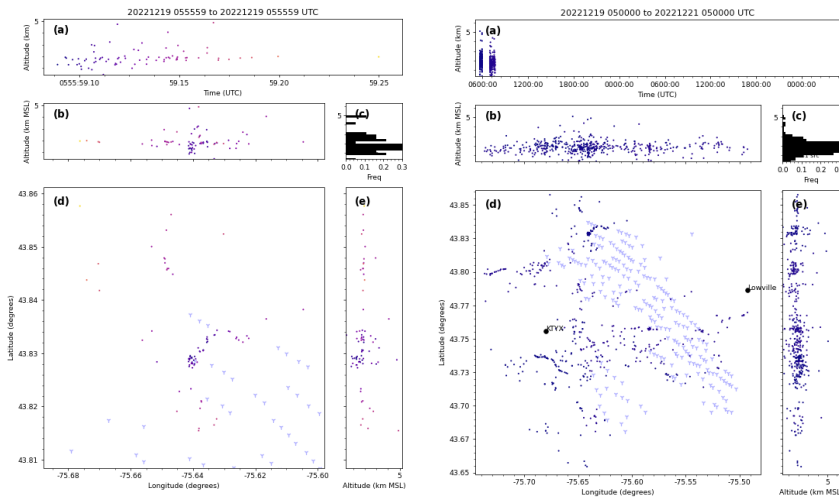 20221219 055559 to 20221219 055559 UTC
(a)
Altitude (km)
5
055559.10
59.15
59.20
59.25
Time (UTC)
(b)
Altitude (km MSL)
5
(c)
5
0.0 0.1 0.2 0.3
Freq
(d)
Latitude (degrees)
43.86
43.85
43.84
43.83
43.82
43.81
-75.68
-75.66
-75.64
-75.62
-75.60
Longitude (degrees)
(e)
5
Altitude (km MSL)
20221219 050000 to 20221221 050000 UTC
(a)
Altitude (km)
5
0600:00
1200:00
1800:00
0000:00
0600:00
1200:00
1800:00
0000:00
Time (UTC)
(b)
Altitude (km MSL)
(c)
5
0.0 0.1 0.2 0.3
Freq
(d)
Latitude (degrees)
43.85
43.83
43.80
43.77
43.75
43.73
43.70
43.67
43.65
Lowville
KTYX
-75.70
-75.65
-75.60
-75.55
-75.50
Longitude (degrees)
(e)
5
Altitude (km MSL)